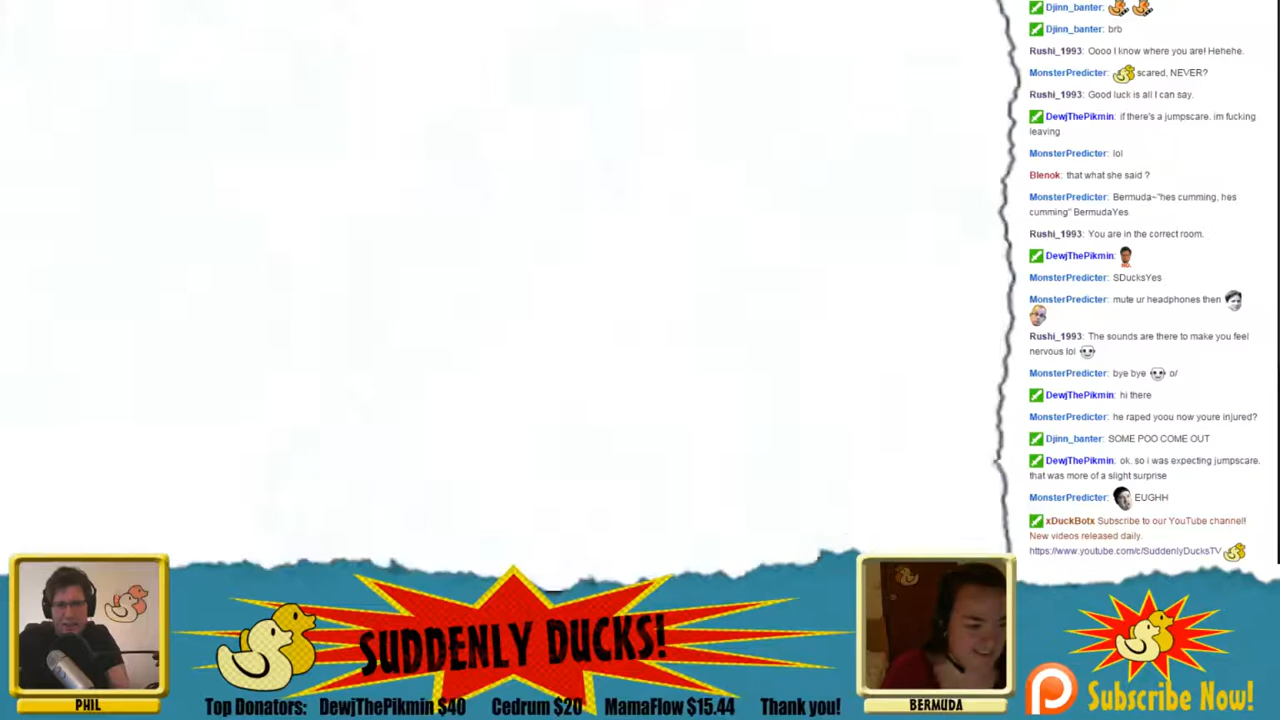 Djinn_banter:
Djinn_banter: brb
Rushi_1993: Oooo I know where you are! Hehehe.
MonsterPredicter: scared, NEVER?
Rushi_1993: Good luck is all I can say.
DewjThePikmin: if there's a jumpscare. im fucking
leaving
MonsterPredicter: lol
Blenok: that what she said ?
MonsterPredicter: Bermuda~"hes cumming, hes
cumming" BermudaYes
Rushi_1993: You are in the correct room.
DewjThePikmin:
MonsterPredicter: SDucksYes
MonsterPredicter: mute ur headphones then
Rushi_1993: The sounds are there to make you feel
nervous lol
MonsterPredicter: bye bye o/
DewjThePikmin: hi there
MonsterPredicter: he raped yoou now youre injured?
Djinn_banter: SOME POO COME OUT
DewjThePikmin: ok. so i was expecting jumpscare.
that was more of a slight surprise
MonsterPredicter: EUGHH
xDuckBotx Subscribe to our YouTube channel!
New videos released daily.
https://www.youtube.com/c/SuddenlyDucksTV
SUDDENLY DUCKS!
PHIL
Top Donators: DewjThePikmin $40 Cedrum $20 MamaFlow $15.44 Thank you!
BERMUDA
Subscribe Now!